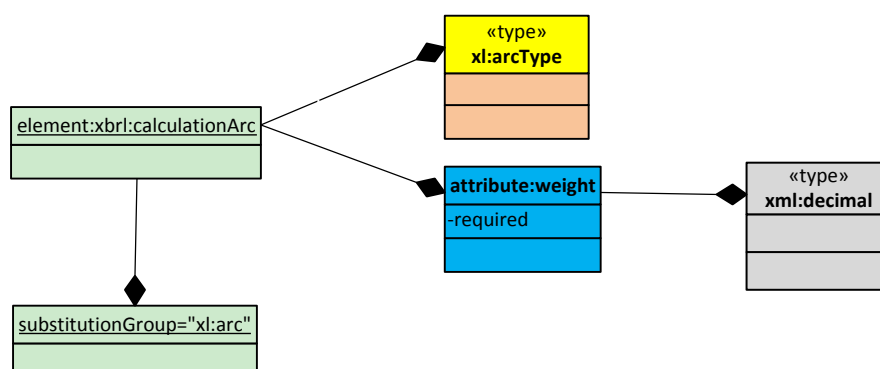 «type»
xl:arcType
element:xbrl:calculationArc
attribute:weight
-required
«type»
xml:decimal
substitutionGroup="xl:arc"